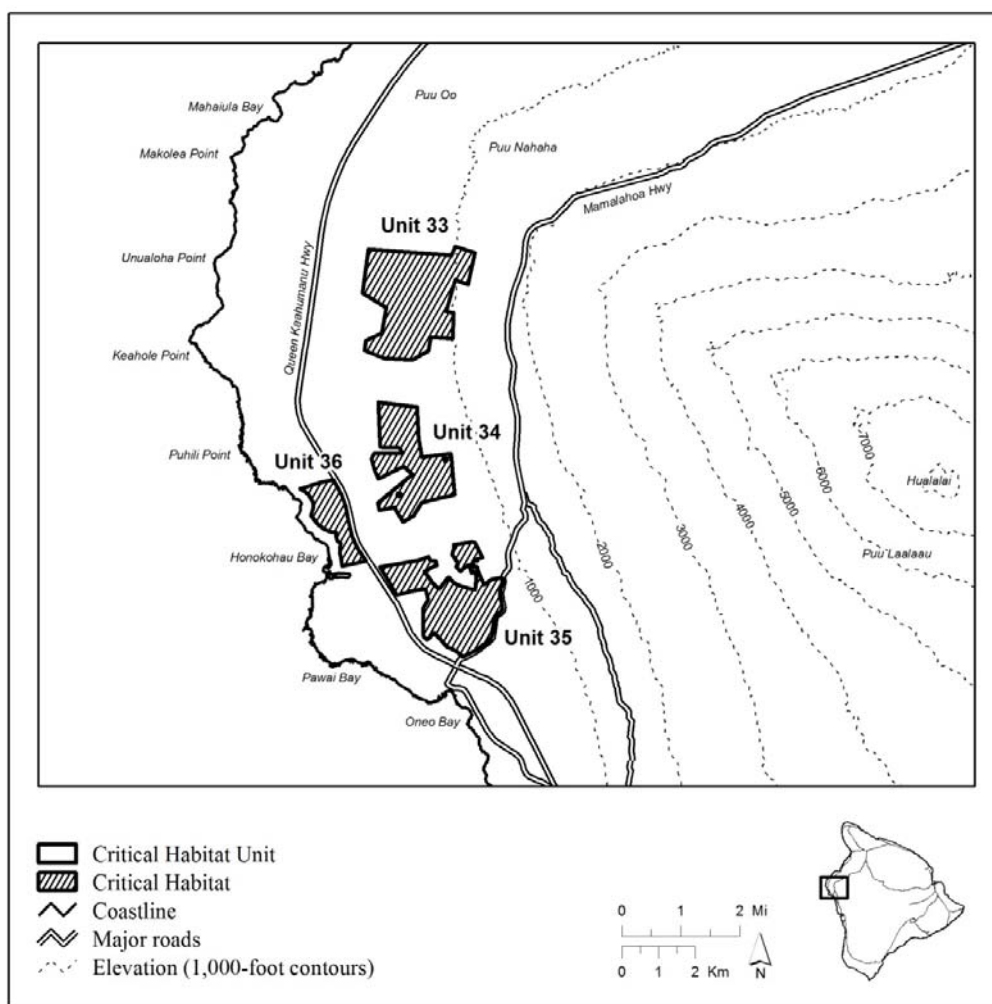 Puu Oo
Mahaiula Bay
Makolea Point
Puu Nahaha
Mamalahoa Hwy
Unit 33
Unualoha Point
Queen Kaahumanu Hwy
Keahole Point
Unit 34
Puhili Point
Unit 36
7000
6000
5000
4000
3000
2000
1000
Hualalai
Honokohau Bay
Puu Laalaau
Unit 35
Pawai Bay
Oneo Bay
Critical Habitat Unit
Critical Habitat
Coastline
Major roads
Elevation (1,000-foot contours)
0 1 2 Mi
0 1 2 Km
N